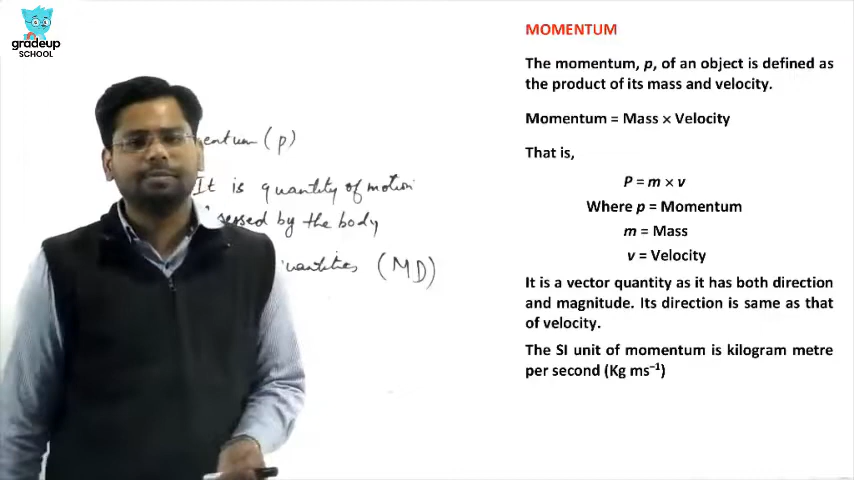 gradeup
SCHOOL
entum (p)
It is quantity of motion
sessed by the body
uantities (MD)
MOMENTUM
The momentum, p, of an object is defined as
the product of its mass and velocity.
Momentum = Mass × Velocity
That is,
P = m × v
Where p = Momentum
m = Mass
v = Velocity
It is a vector quantity as it has both direction
and magnitude. Its direction is same as that
of velocity.
The SI unit of momentum is kilogram metre
per second (Kg ms⁻¹)